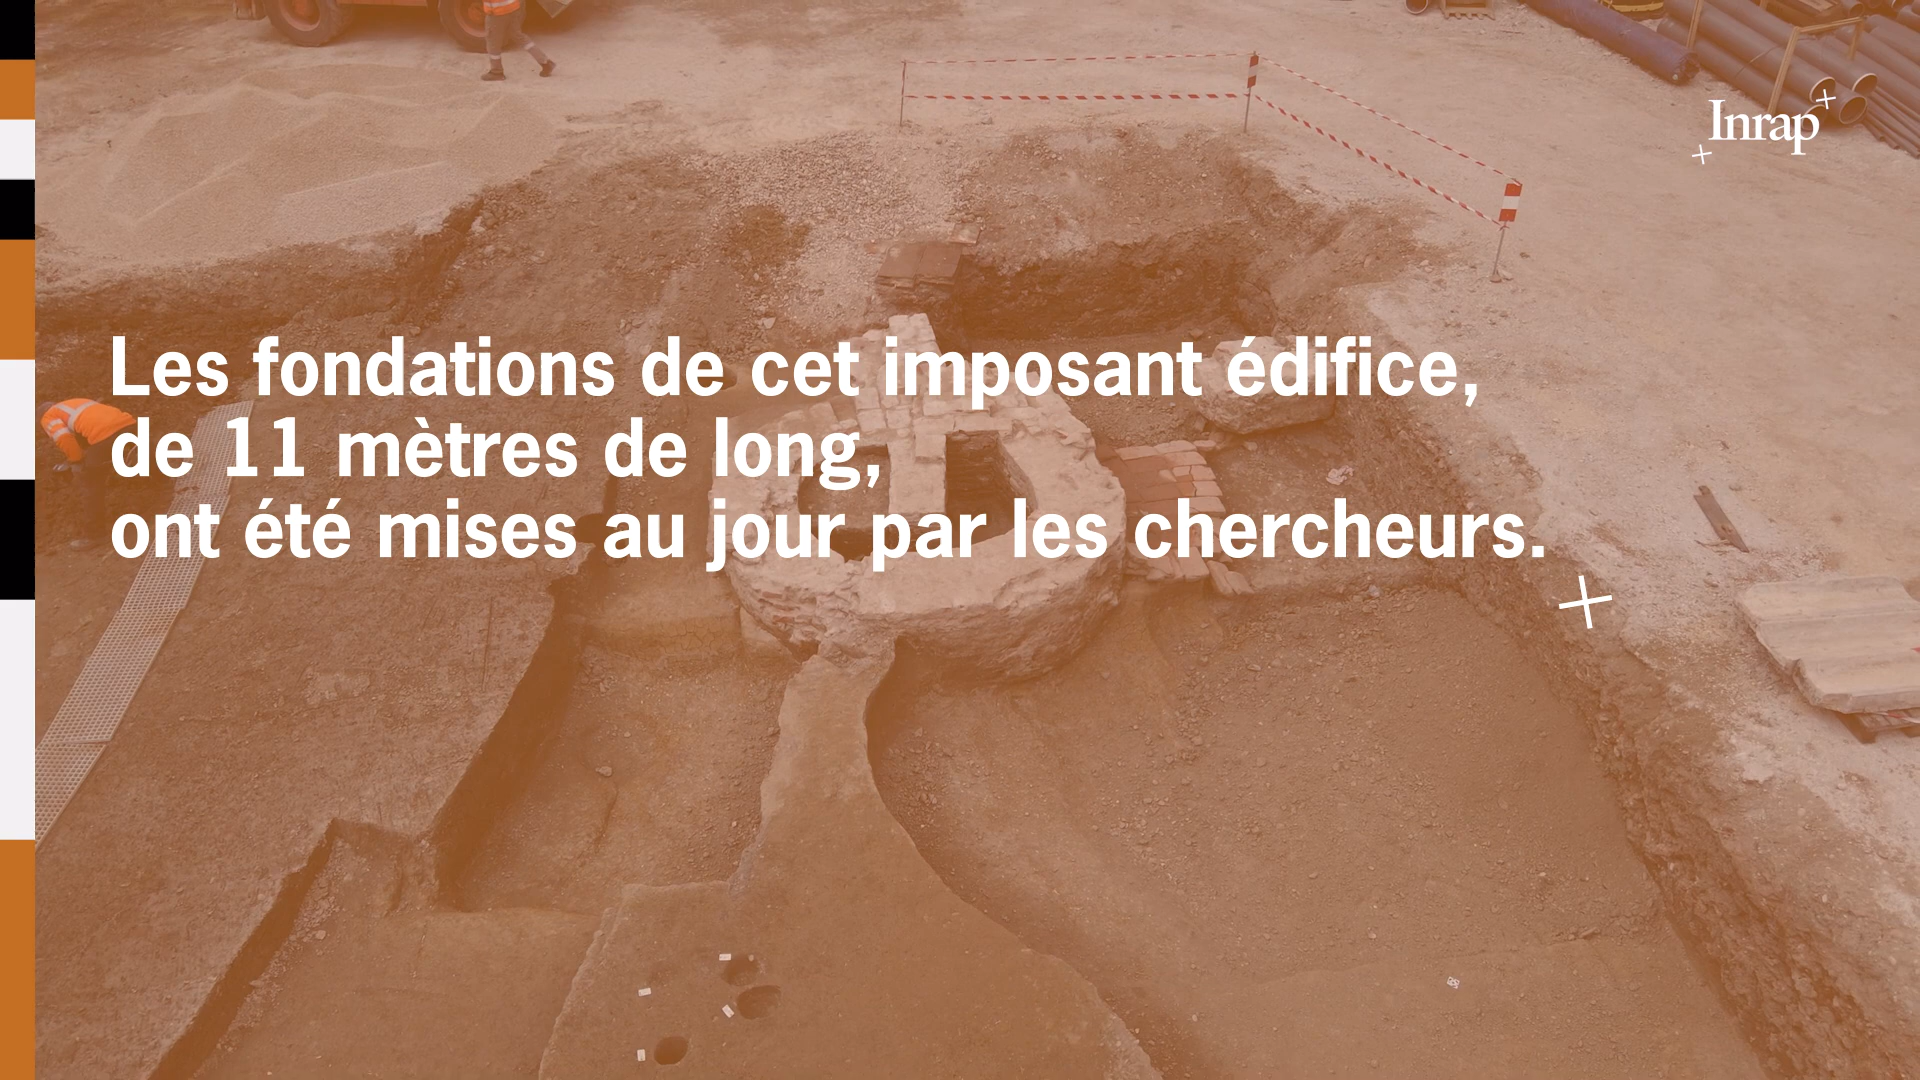 Inrap
Les fondations de cet imposant édifice,
de 11 mètres de long,
ont été mises au jour par les chercheurs.